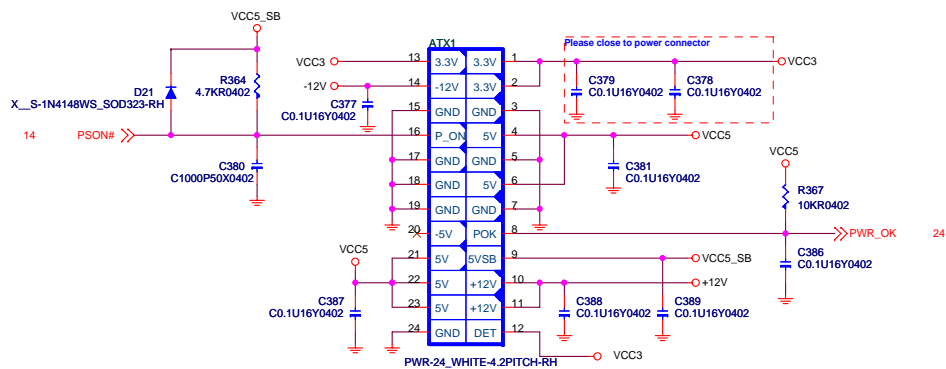 VCC5_SB
ATX1
Please close to power connector
VCC3
13
3.3V
3.3V
1
VCC3
R364
4.7KR0402
D21
X__S-1N4148WS_SOD323-RH
-12V
14
-12V
3.3V
2
C379
C0.1U16Y0402
C378
C0.1U16Y0402
C377
C0.1U16Y0402
15
GND
GND
3
14
PSON#
16
P_ON
5V
4
VCC5
17
GND
GND
5
VCC5
C380
C1000P50X0402
C381
C0.1U16Y0402
18
GND
5V
6
R367
10KR0402
19
GND
GND
7
20
-5V
POK
8
PWR_OK
24
VCC5
21
5V
5VSB
9
VCC5_SB
C386
C0.1U16Y0402
22
5V
+12V
10
+12V
C387
C0.1U16Y0402
23
5V
+12V
11
C388
C0.1U16Y0402
C389
C0.1U16Y0402
24
GND
DET
12
VCC3
PWR-24_WHITE-4.2PITCH-RH